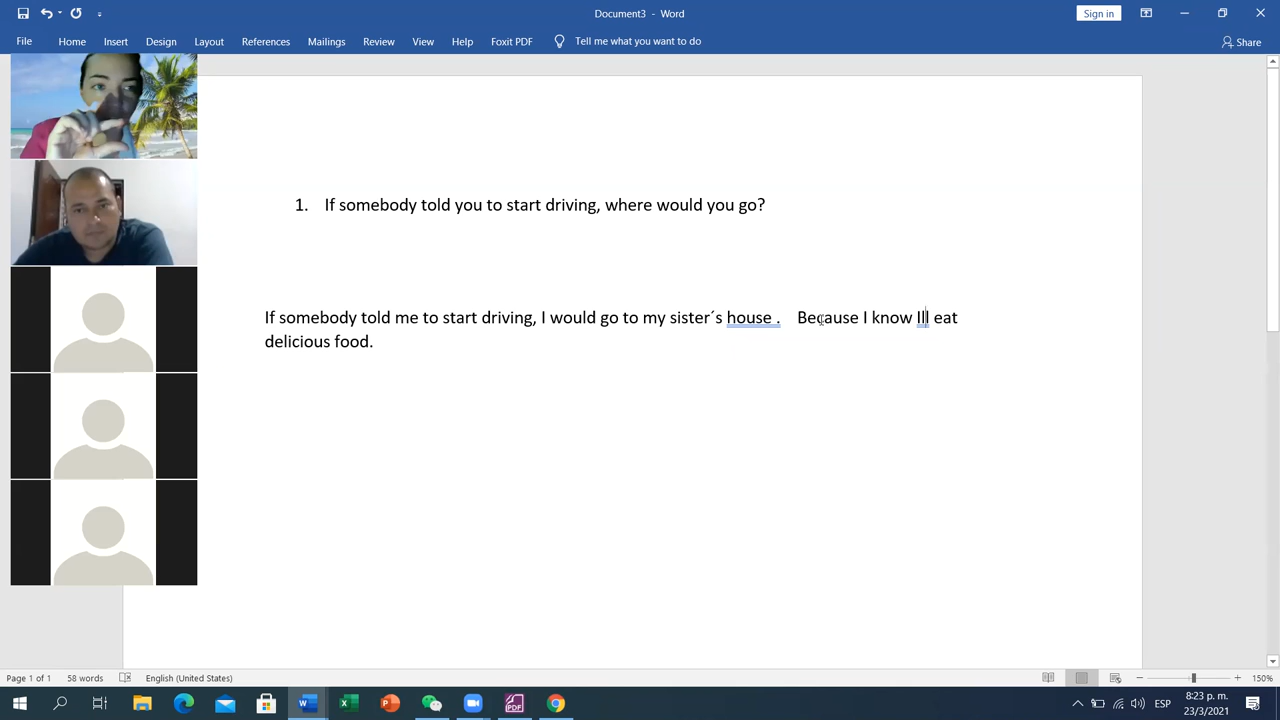 Document3 - Word
Sign in
File Home Insert Design Layout References Mailings Review View Help Foxit PDF Tell me what you want to do Share
1. If somebody told you to start driving, where would you go?
If somebody told me to start driving, I would go to my sister´s house . Because I know Ill eat
delicious food.
Page 1 of 1 58 words English (United States) 150%
ESP 8:23 p. m.
23/3/2021